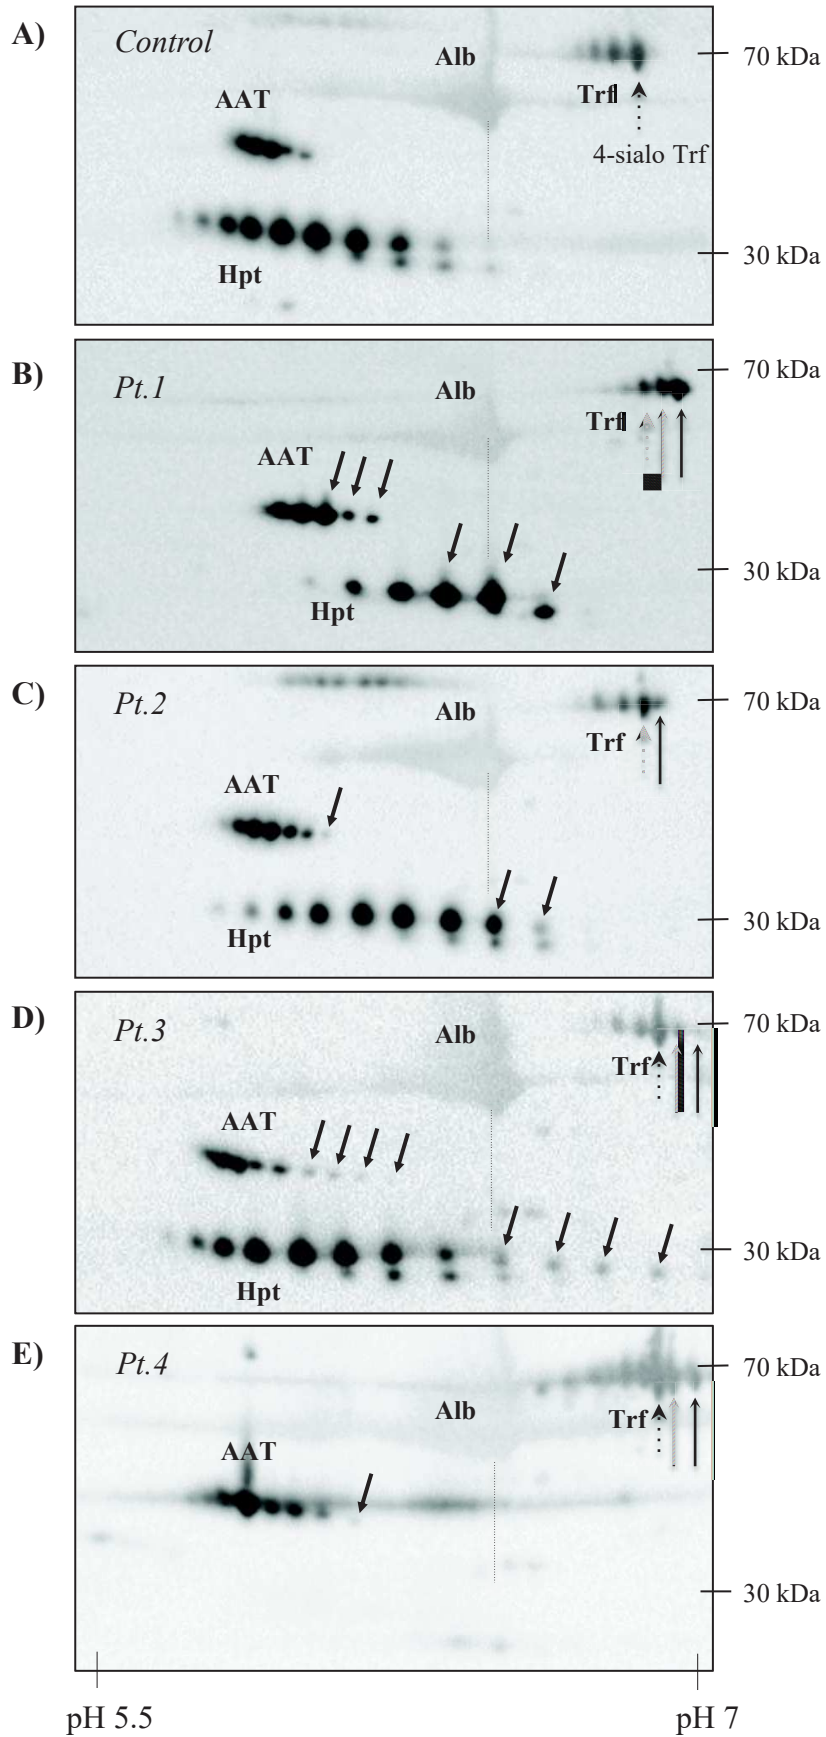 A)
Control
Alb
70 kDa
Trf
AAT
4-sialo Trf
30 kDa
Hpt
B)
Pt.1
Alb
70 kDa
Trf
AAT
30 kDa
Hpt
C)
Pt.2
Alb
70 kDa
Trf
AAT
30 kDa
Hpt
D)
Pt.3
Alb
70 kDa
Trf
AAT
30 kDa
Hpt
E)
Pt.4
70 kDa
Alb
Trf
AAT
30 kDa
pH 5.5
pH 7